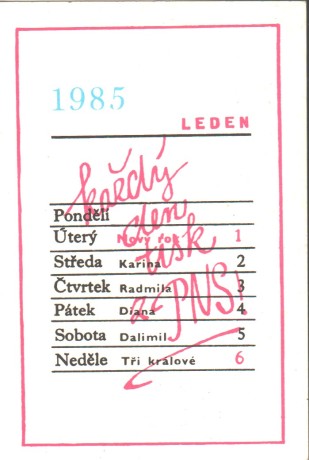 1985
LEDEN
každý
den
tisk
z PNS!
Pondělí
Úterý Nový rok 1
Středa Karina 2
Čtvrtek Radmila 3
Pátek Diana 4
Sobota Dalimil 5
Neděle Tři králové 6